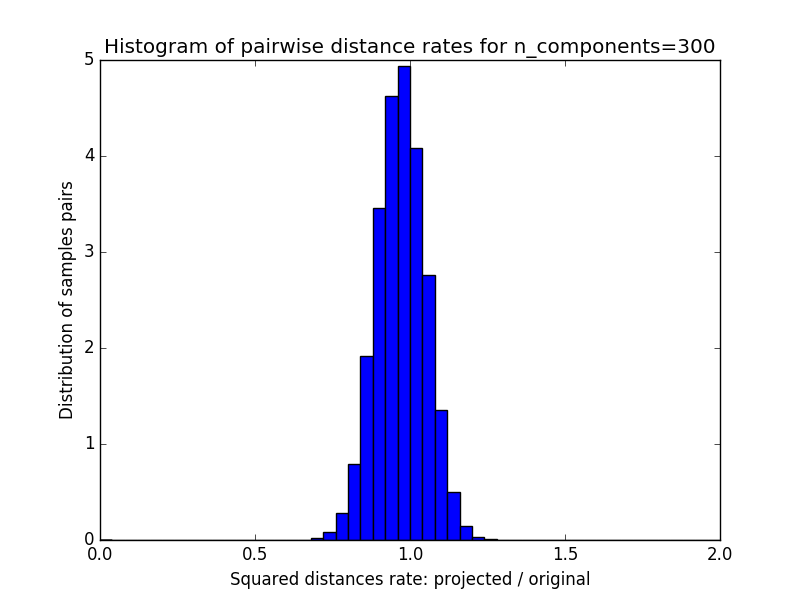 Histogram of pairwise distance rates for n_components=300
5
4
3
2
1
0
Distribution of samples pairs
0.0 0.5 1.0 1.5 2.0
Squared distances rate: projected / original